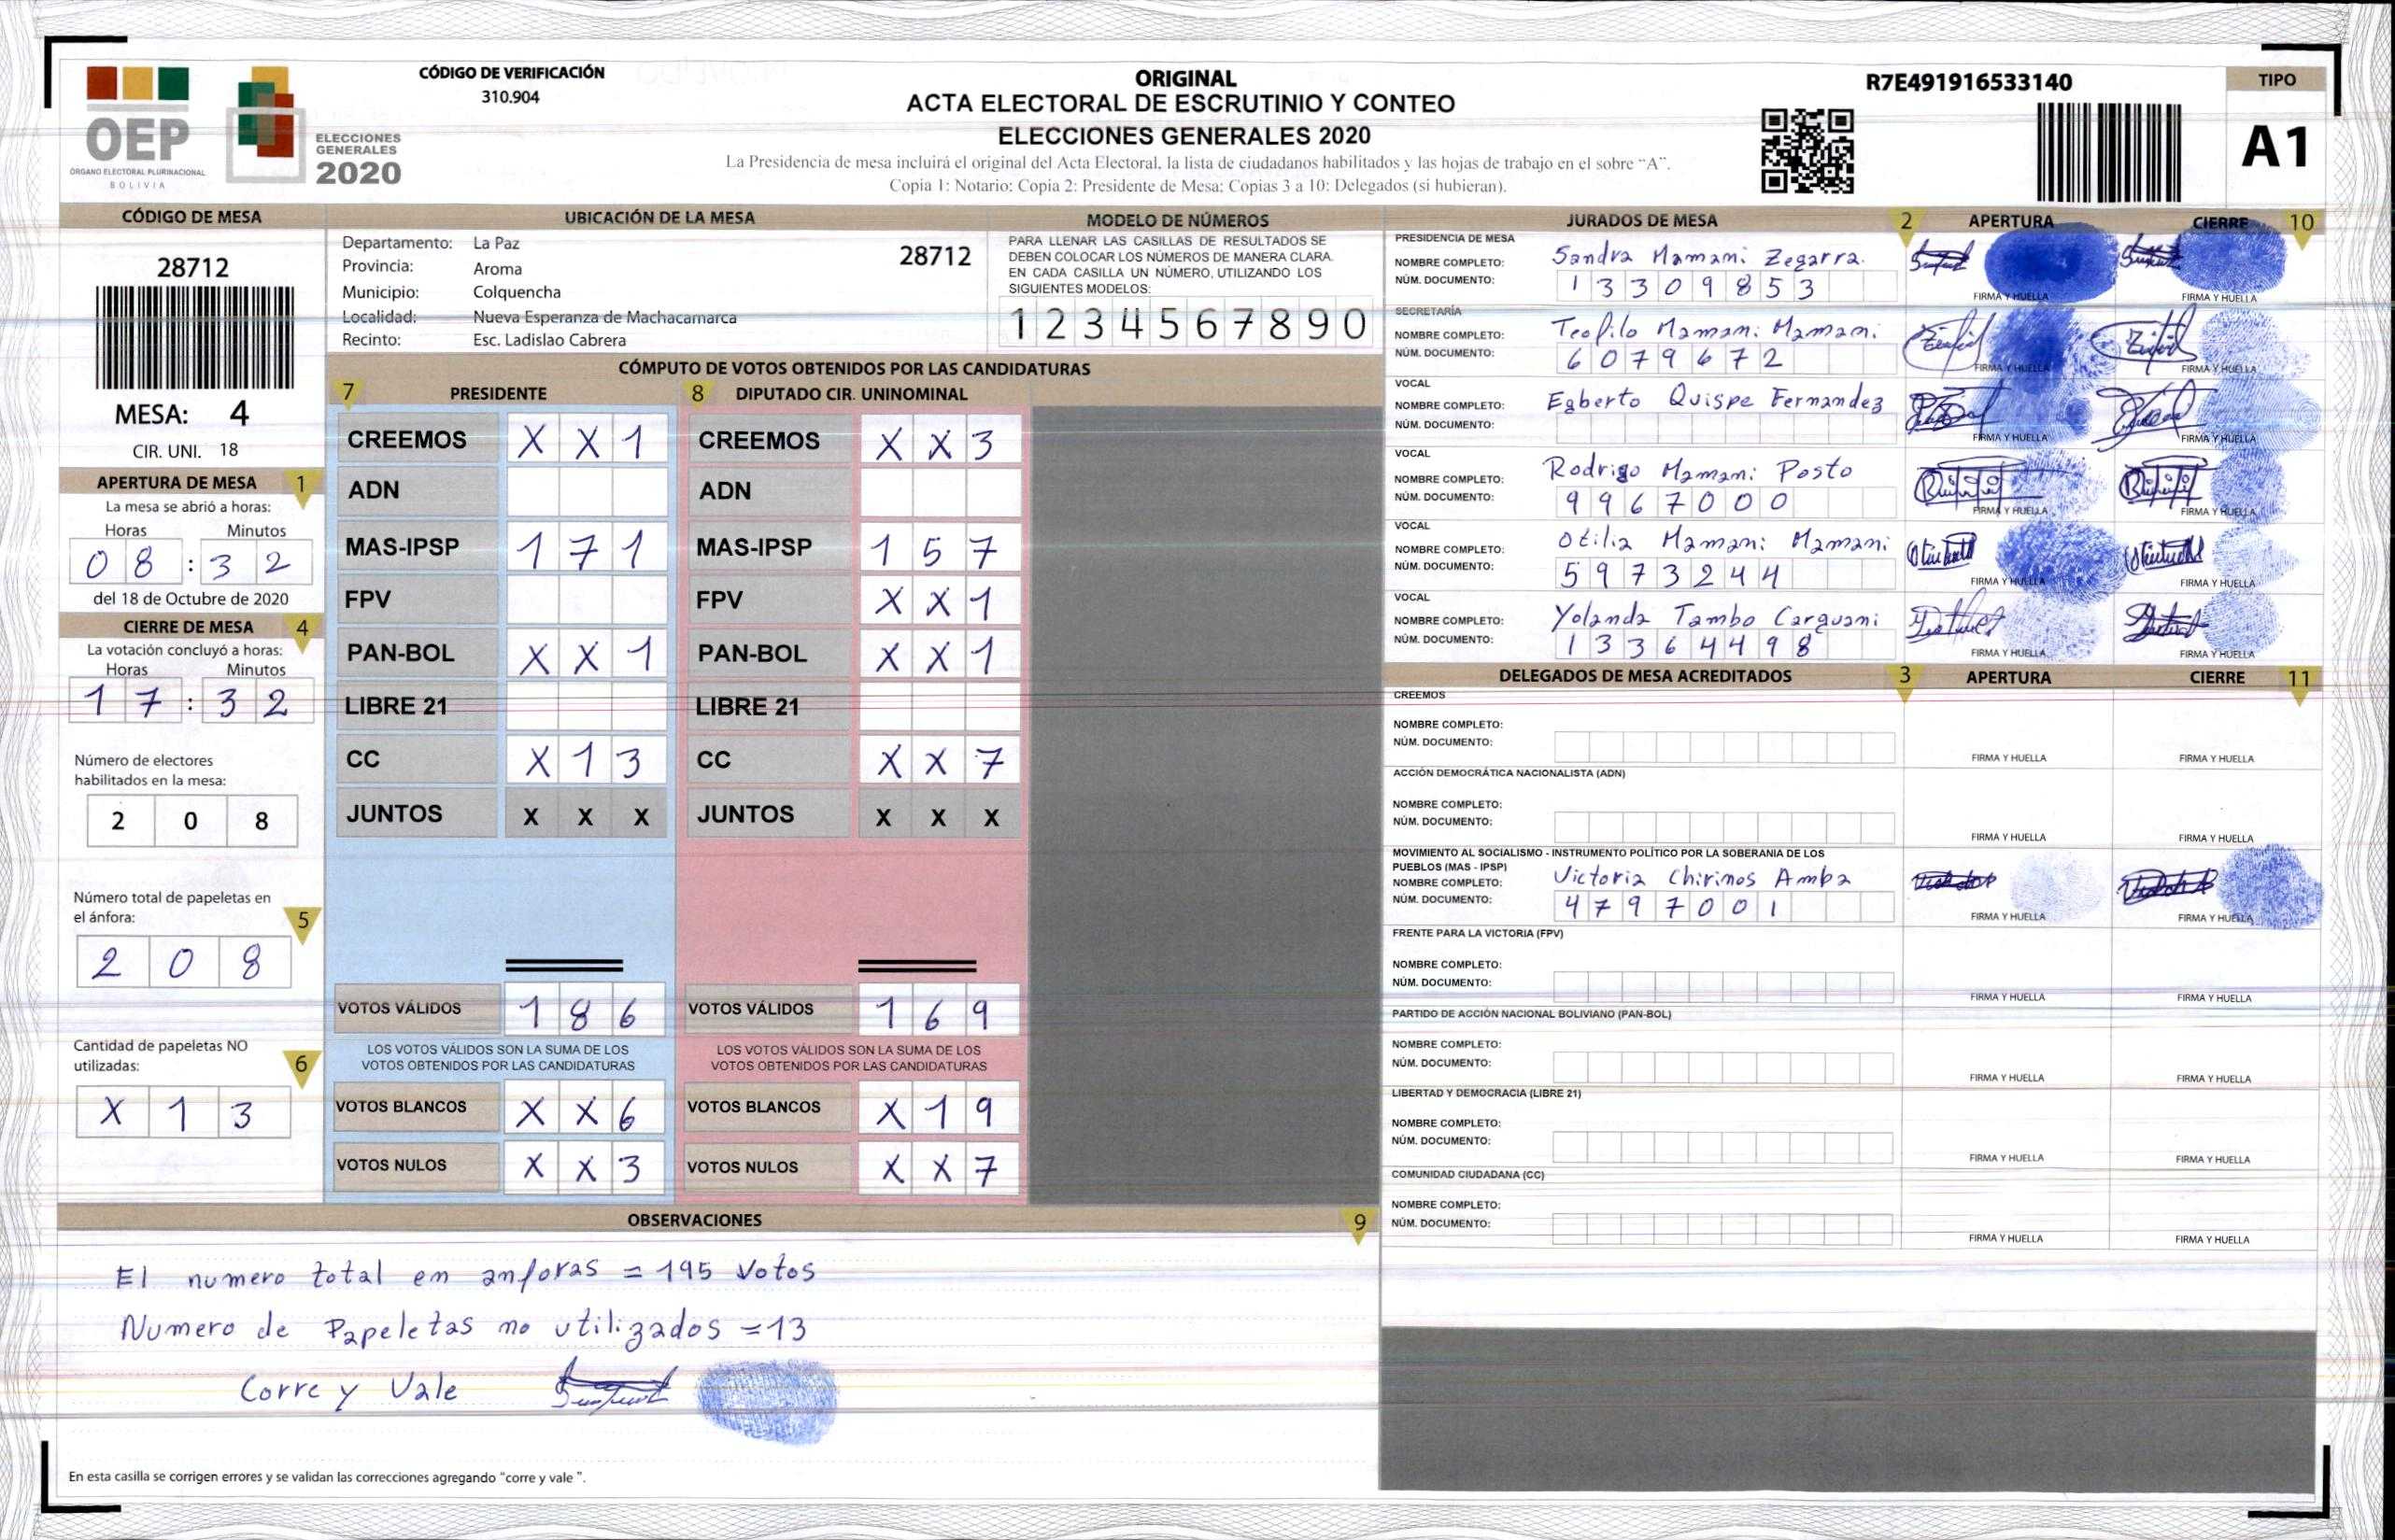 CÓDIGO DE VERIFICACIÓN
310.904
OEP
ÓRGANO ELECTORAL PLURINACIONAL
BOLIVIA
ELECCIONES
GENERALES
2020
ORIGINAL
ACTA ELECTORAL DE ESCRUTINIO Y CONTEO
ELECCIONES GENERALES 2020
La Presidencia de mesa incluirá el original del Acta Electoral, la lista de ciudadanos habilitados y las hojas de trabajo en el sobre “A”.
Copia 1: Notario; Copia 2: Presidente de Mesa; Copias 3 a 10: Delegados (si hubieran).
R7E491916533140
TIPO
A1
CÓDIGO DE MESA
28712
MESA: 4
CIR. UNI. 18
APERTURA DE MESA 1
La mesa se abrió a horas:
Horas Minutos
08 : 32
del 18 de Octubre de 2020
CIERRE DE MESA 4
La votación concluyó a horas:
Horas Minutos
17 : 32
Número de electores
habilitados en la mesa:
2 0 8
Número total de papeletas en
el ánfora: 5
2 0 8
Cantidad de papeletas NO
utilizadas: 6
X 1 3
UBICACIÓN DE LA MESA
Departamento: La Paz 28712
Provincia: Aroma
Municipio: Colquencha
Localidad: Nueva Esperanza de Machacamarca
Recinto: Esc. Ladislao Cabrera
MODELO DE NÚMEROS
PARA LLENAR LAS CASILLAS DE RESULTADOS SE
DEBEN COLOCAR LOS NÚMEROS DE MANERA CLARA.
EN CADA CASILLA UN NÚMERO, UTILIZANDO LOS
SIGUIENTES MODELOS:
1 2 3 4 5 6 7 8 9 0
CÓMPUTO DE VOTOS OBTENIDOS POR LAS CANDIDATURAS
7 PRESIDENTE 8 DIPUTADO CIR. UNINOMINAL
CREEMOS X X 1 CREEMOS X X 3
ADN ADN
MAS-IPSP 1 7 1 MAS-IPSP 1 5 7
FPV FPV X X 1
PAN-BOL X X 1 PAN-BOL X X 1
LIBRE 21 LIBRE 21
CC X 1 3 CC X X 7
JUNTOS X X X JUNTOS X X X
VOTOS VÁLIDOS 1 8 6 VOTOS VÁLIDOS 1 6 9
LOS VOTOS VÁLIDOS SON LA SUMA DE LOS LOS VOTOS VÁLIDOS SON LA SUMA DE LOS
VOTOS OBTENIDOS POR LAS CANDIDATURAS VOTOS OBTENIDOS POR LAS CANDIDATURAS
VOTOS BLANCOS X X 6 VOTOS BLANCOS X 1 9
VOTOS NULOS X X 3 VOTOS NULOS X X 7
OBSERVACIONES 9
El numero total en anforas = 195 Votos
Numero de Papeletas no utilizados = 13
Corre y Vale
En esta casilla se corrigen errores y se validan las correcciones agregando “corre y vale ”.
JURADOS DE MESA 2 APERTURA CIERRE 10
PRESIDENCIA DE MESA
NOMBRE COMPLETO: Sandra Mamani Zegarra.
NÚM. DOCUMENTO: 13309853
FIRMA Y HUELLA FIRMA Y HUELLA
SECRETARÍA
NOMBRE COMPLETO: Teofilo Mamani Mamani
NÚM. DOCUMENTO: 6079672
FIRMA Y HUELLA FIRMA Y HUELLA
VOCAL
NOMBRE COMPLETO: Egberto Quispe Fernandez
NÚM. DOCUMENTO:
FIRMA Y HUELLA FIRMA Y HUELLA
VOCAL
NOMBRE COMPLETO: Rodrigo Mamani Posto
NÚM. DOCUMENTO: 9967000
FIRMA Y HUELLA FIRMA Y HUELLA
VOCAL
NOMBRE COMPLETO: Otilia Mamani Mamani
NÚM. DOCUMENTO: 5973244
FIRMA Y HUELLA FIRMA Y HUELLA
VOCAL
NOMBRE COMPLETO: Yolanda Tambo Carguani
NÚM. DOCUMENTO: 13364498
FIRMA Y HUELLA FIRMA Y HUELLA
DELEGADOS DE MESA ACREDITADOS 3 APERTURA CIERRE 11
CREEMOS
NOMBRE COMPLETO:
NÚM. DOCUMENTO:
FIRMA Y HUELLA FIRMA Y HUELLA
ACCIÓN DEMOCRÁTICA NACIONALISTA (ADN)
NOMBRE COMPLETO:
NÚM. DOCUMENTO:
FIRMA Y HUELLA FIRMA Y HUELLA
MOVIMIENTO AL SOCIALISMO - INSTRUMENTO POLÍTICO POR LA SOBERANIA DE LOS
PUEBLOS (MAS - IPSP)
NOMBRE COMPLETO: Victoria Chirinos Amba
NÚM. DOCUMENTO: 4797001
FIRMA Y HUELLA FIRMA Y HUELLA
FRENTE PARA LA VICTORIA (FPV)
NOMBRE COMPLETO:
NÚM. DOCUMENTO:
FIRMA Y HUELLA FIRMA Y HUELLA
PARTIDO DE ACCIÓN NACIONAL BOLIVIANO (PAN-BOL)
NOMBRE COMPLETO:
NÚM. DOCUMENTO:
FIRMA Y HUELLA FIRMA Y HUELLA
LIBERTAD Y DEMOCRACIA (LIBRE 21)
NOMBRE COMPLETO:
NÚM. DOCUMENTO:
FIRMA Y HUELLA FIRMA Y HUELLA
COMUNIDAD CIUDADANA (CC)
NOMBRE COMPLETO:
NÚM. DOCUMENTO:
FIRMA Y HUELLA FIRMA Y HUELLA